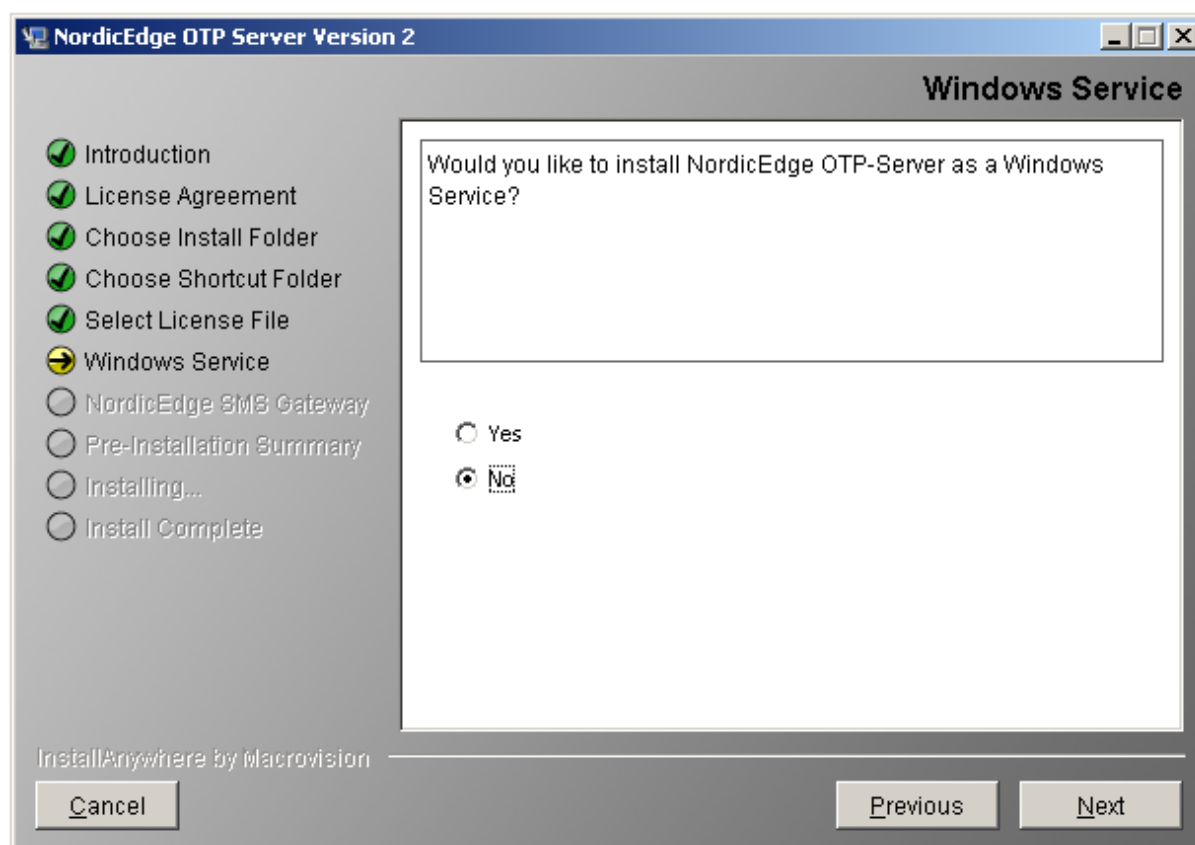 NordicEdge OTP Server Version 2
Windows Service
Introduction
License Agreement
Choose Install Folder
Choose Shortcut Folder
Select License File
Windows Service
NordicEdge SMS Gateway
Pre-Installation Summary
Installing...
Install Complete
Would you like to install NordicEdge OTP-Server as a Windows
Service?
Yes
No
InstallAnywhere by Macrovision
Cancel
Previous
Next